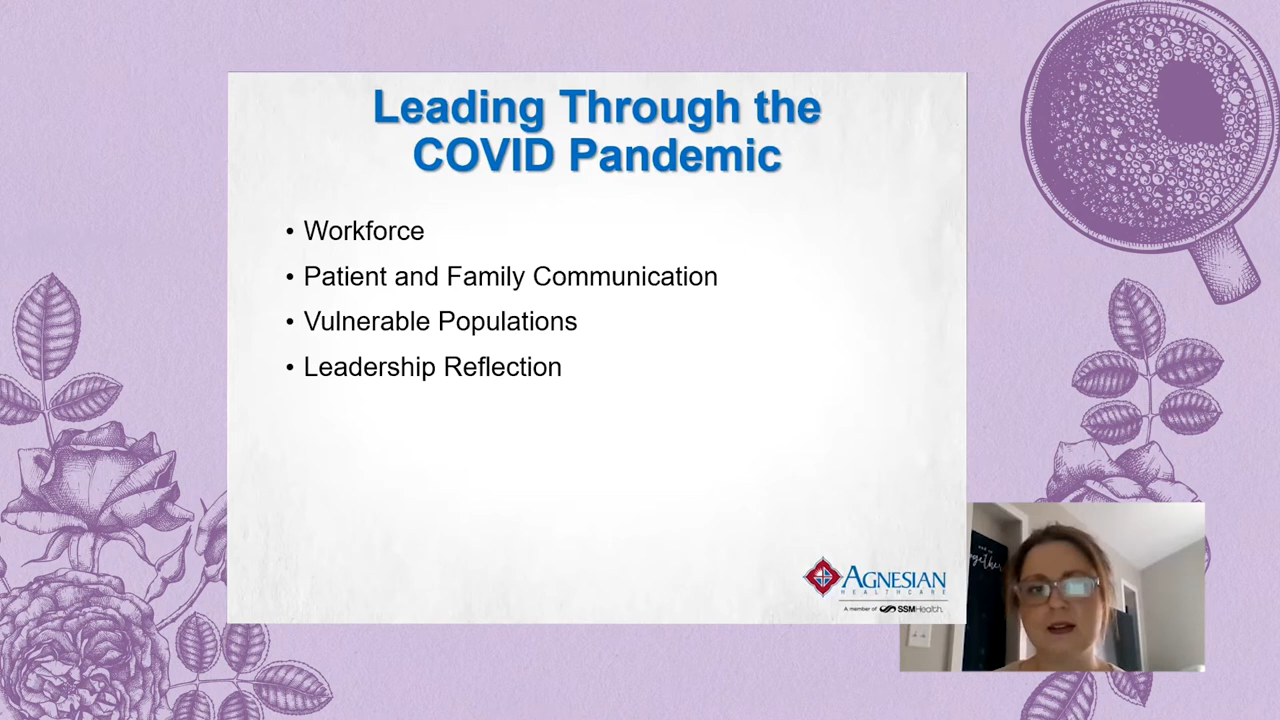 Leading Through the
COVID Pandemic
• Workforce
• Patient and Family Communication
• Vulnerable Populations
• Leadership Reflection
AGNESIAN
HEALTHCARE
A member of SSMHealth.
together